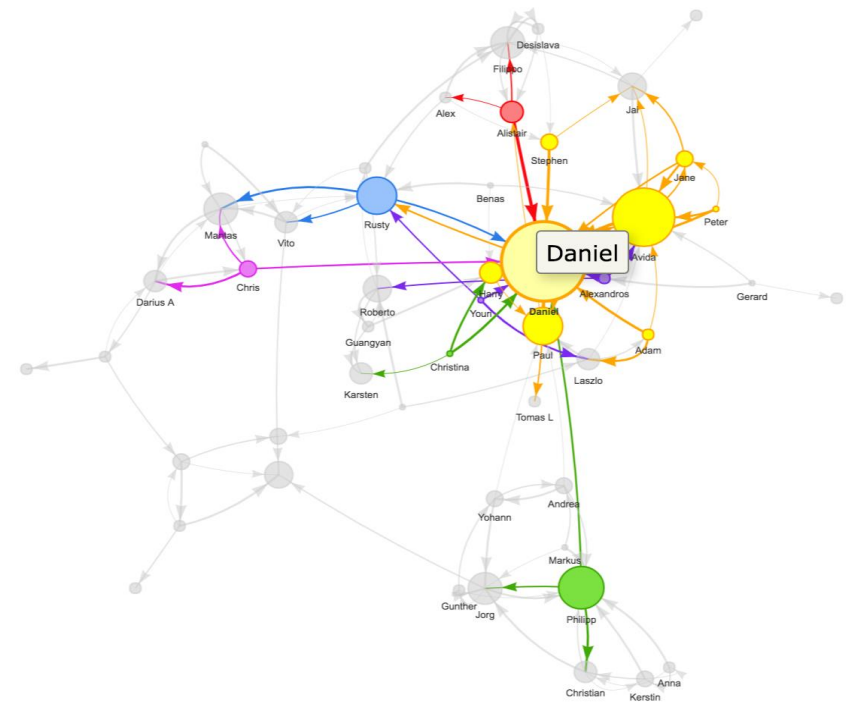 Desislava
Filippo
Jai
Alex
Alistair
Stephen
Jane
Benas
Peter
Rusty
Mantas
Vito
Daniel
Avida
Chris
Darius A
Harry
Alexandros
Gerard
Roberto
Youri
Daniel
Guangyan
Adam
Paul
Christina
Laszlo
Karsten
Tomas L
Andrea
Yohann
Markus
Gunther
Jorg
Philipp
Anna
Christian
Kerstin